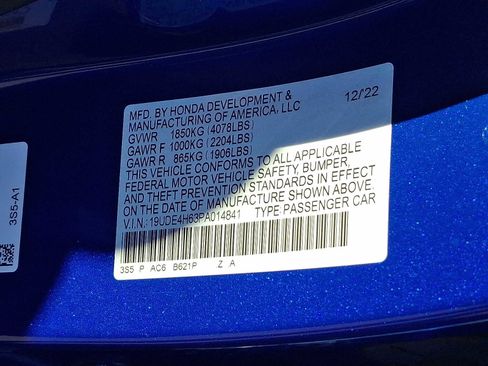 MFD. BY HONDA DEVELOPMENT &
MANUFACTURING OF AMERICA, LLC 12/22
GVWR 1850KG (4078LBS)
GAWR F 1000KG (2204LBS)
GAWR R 865KG (1906LBS)
THIS VEHICLE CONFORMS TO ALL APPLICABLE
FEDERAL MOTOR VEHICLE SAFETY, BUMPER,
AND THEFT PREVENTION STANDARDS IN EFFECT
ON THE DATE OF MANUFACTURE SHOWN ABOVE.
V.I.N.: 19UDE4H63PA014841 TYPE: PASSENGER CAR
3S5 P AC6 B621P Z A
3S5-A1